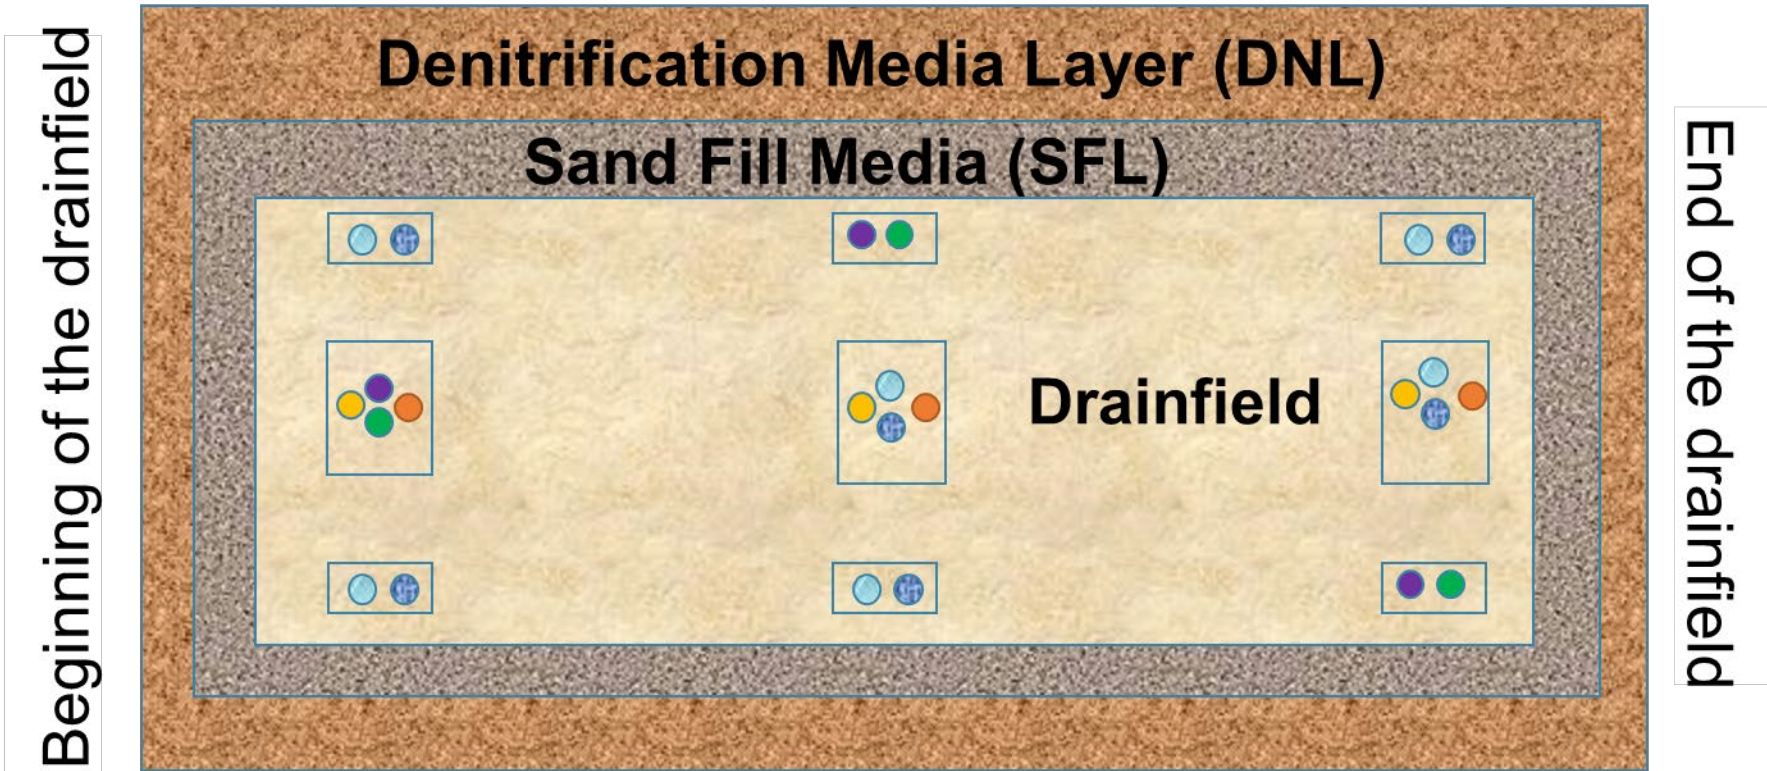 Beginning of the drainfield
Denitrification Media Layer (DNL)
Sand Fill Media (SFL)
Drainfield
End of the drainfield